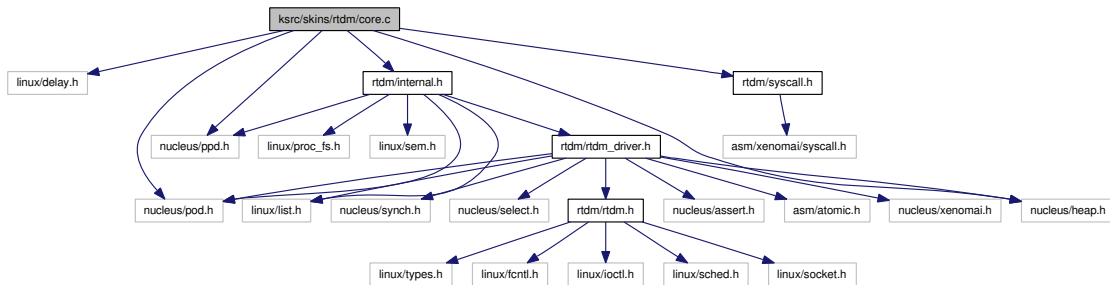 ksrc/skins/rtdm/core.c
linux/delay.h
rtdm/internal.h
rtdm/syscall.h
nucleus/ppd.h
linux/proc_fs.h
linux/sem.h
rtdm/rtdm_driver.h
asm/xenomai/syscall.h
nucleus/pod.h
linux/list.h
nucleus/synch.h
nucleus/select.h
rtdm/rtdm.h
nucleus/assert.h
asm/atomic.h
nucleus/xenomai.h
nucleus/heap.h
linux/types.h
linux/fcntl.h
linux/ioctl.h
linux/sched.h
linux/socket.h